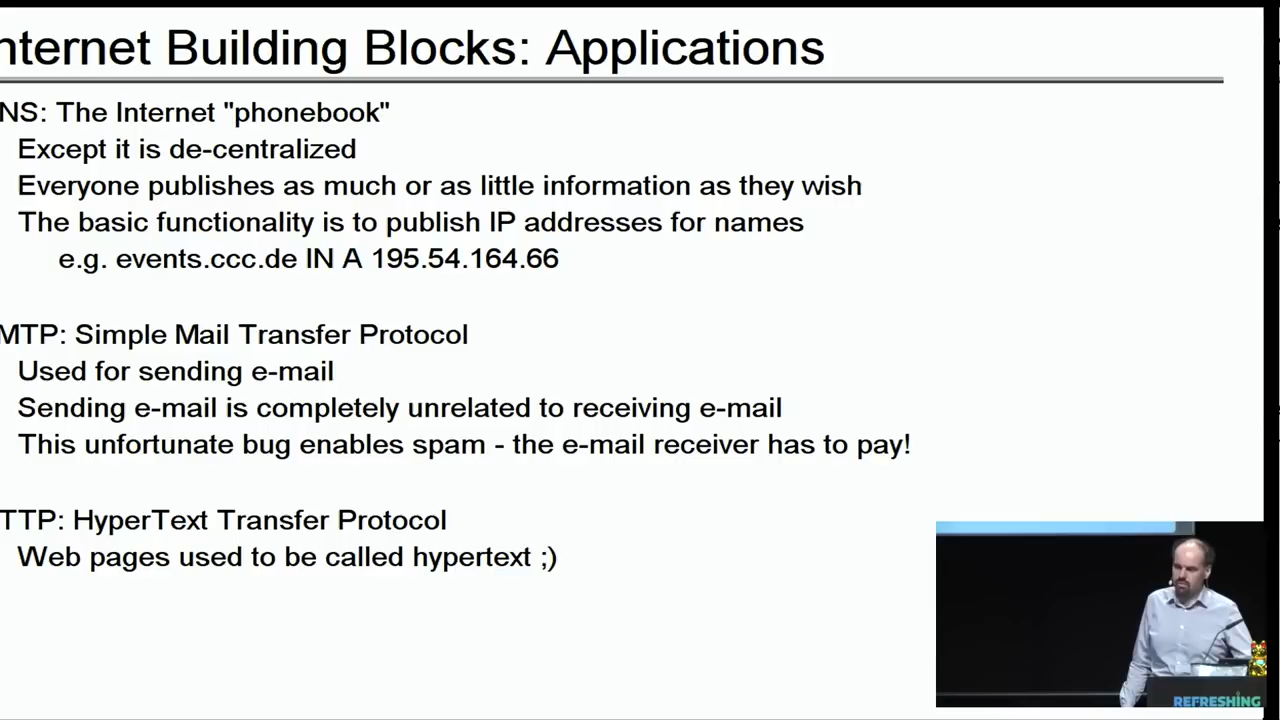 nternet Building Blocks: Applications
NS: The Internet "phonebook"
Except it is de-centralized
Everyone publishes as much or as little information as they wish
The basic functionality is to publish IP addresses for names
e.g. events.ccc.de IN A 195.54.164.66
MTP: Simple Mail Transfer Protocol
Used for sending e-mail
Sending e-mail is completely unrelated to receiving e-mail
This unfortunate bug enables spam - the e-mail receiver has to pay!
TTP: HyperText Transfer Protocol
Web pages used to be called hypertext ;)
REFRESHING